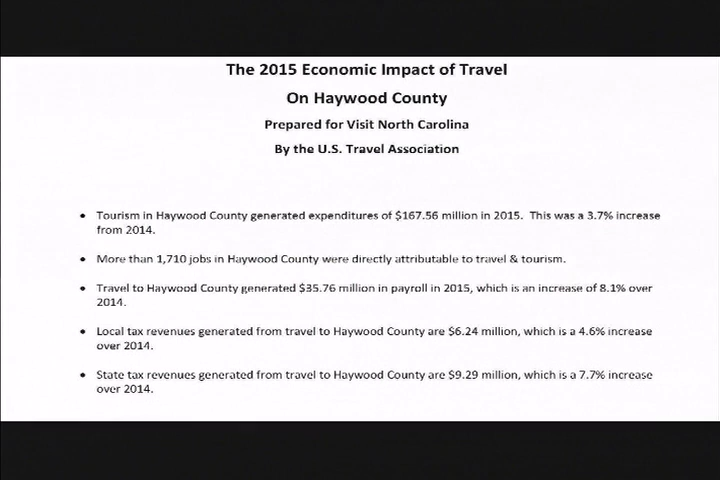 The 2015 Economic Impact of Travel
On Haywood County
Prepared for Visit North Carolina
By the U.S. Travel Association
• Tourism in Haywood County generated expenditures of $167.56 million in 2015. This was a 3.7% increase
from 2014.
• More than 1,710 jobs in Haywood County were directly attributable to travel & tourism.
• Travel to Haywood County generated $35.76 million in payroll in 2015, which is an increase of 8.1% over
2014.
• Local tax revenues generated from travel to Haywood County are $6.24 million, which is a 4.6% increase
over 2014.
• State tax revenues generated from travel to Haywood County are $9.29 million, which is a 7.7% increase
over 2014.